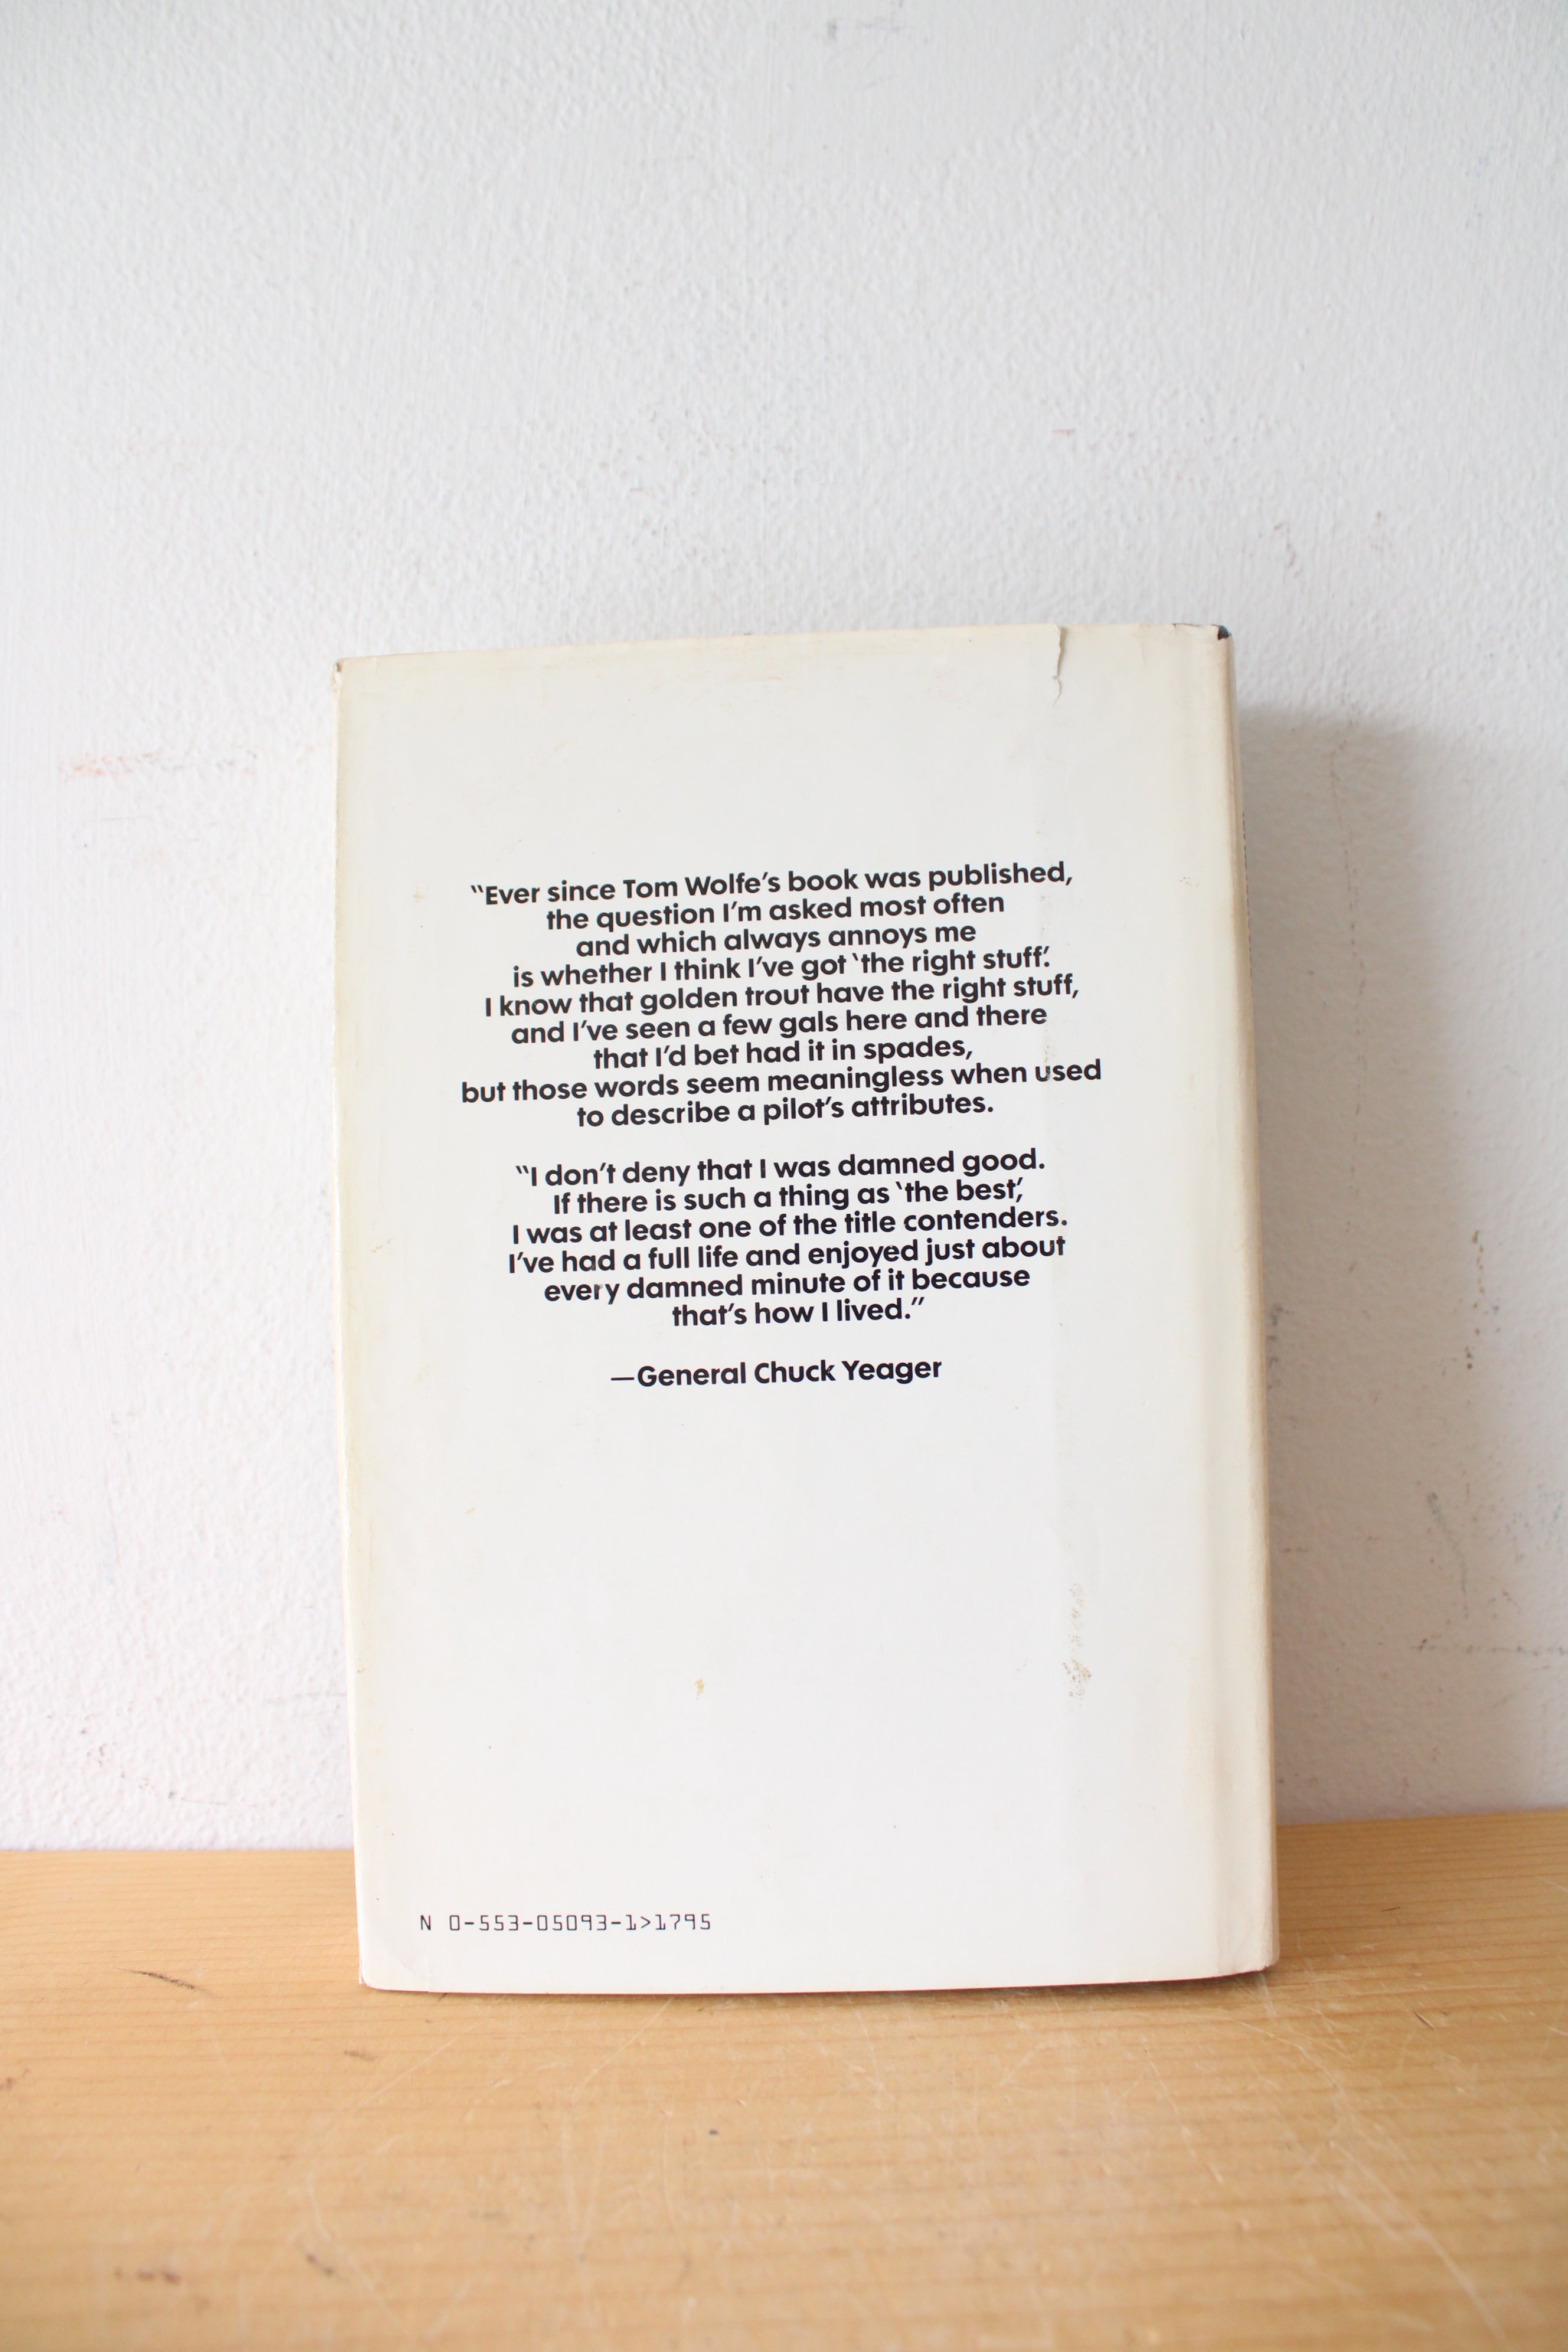 “Ever since Tom Wolfe’s book was published,
the question I’m asked most often
and which always annoys me
is whether I think I’ve got ‘the right stuff’.
I know that golden trout have the right stuff,
and I’ve seen a few gals here and there
that I’d bet had it in spades,
but those words seem meaningless when used
to describe a pilot’s attributes.
“I don’t deny that I was damned good.
If there is such a thing as ‘the best’,
I was at least one of the title contenders.
I’ve had a full life and enjoyed just about
every damned minute of it because
that’s how I lived.”
—General Chuck Yeager
N 0-553-05093-1>1795